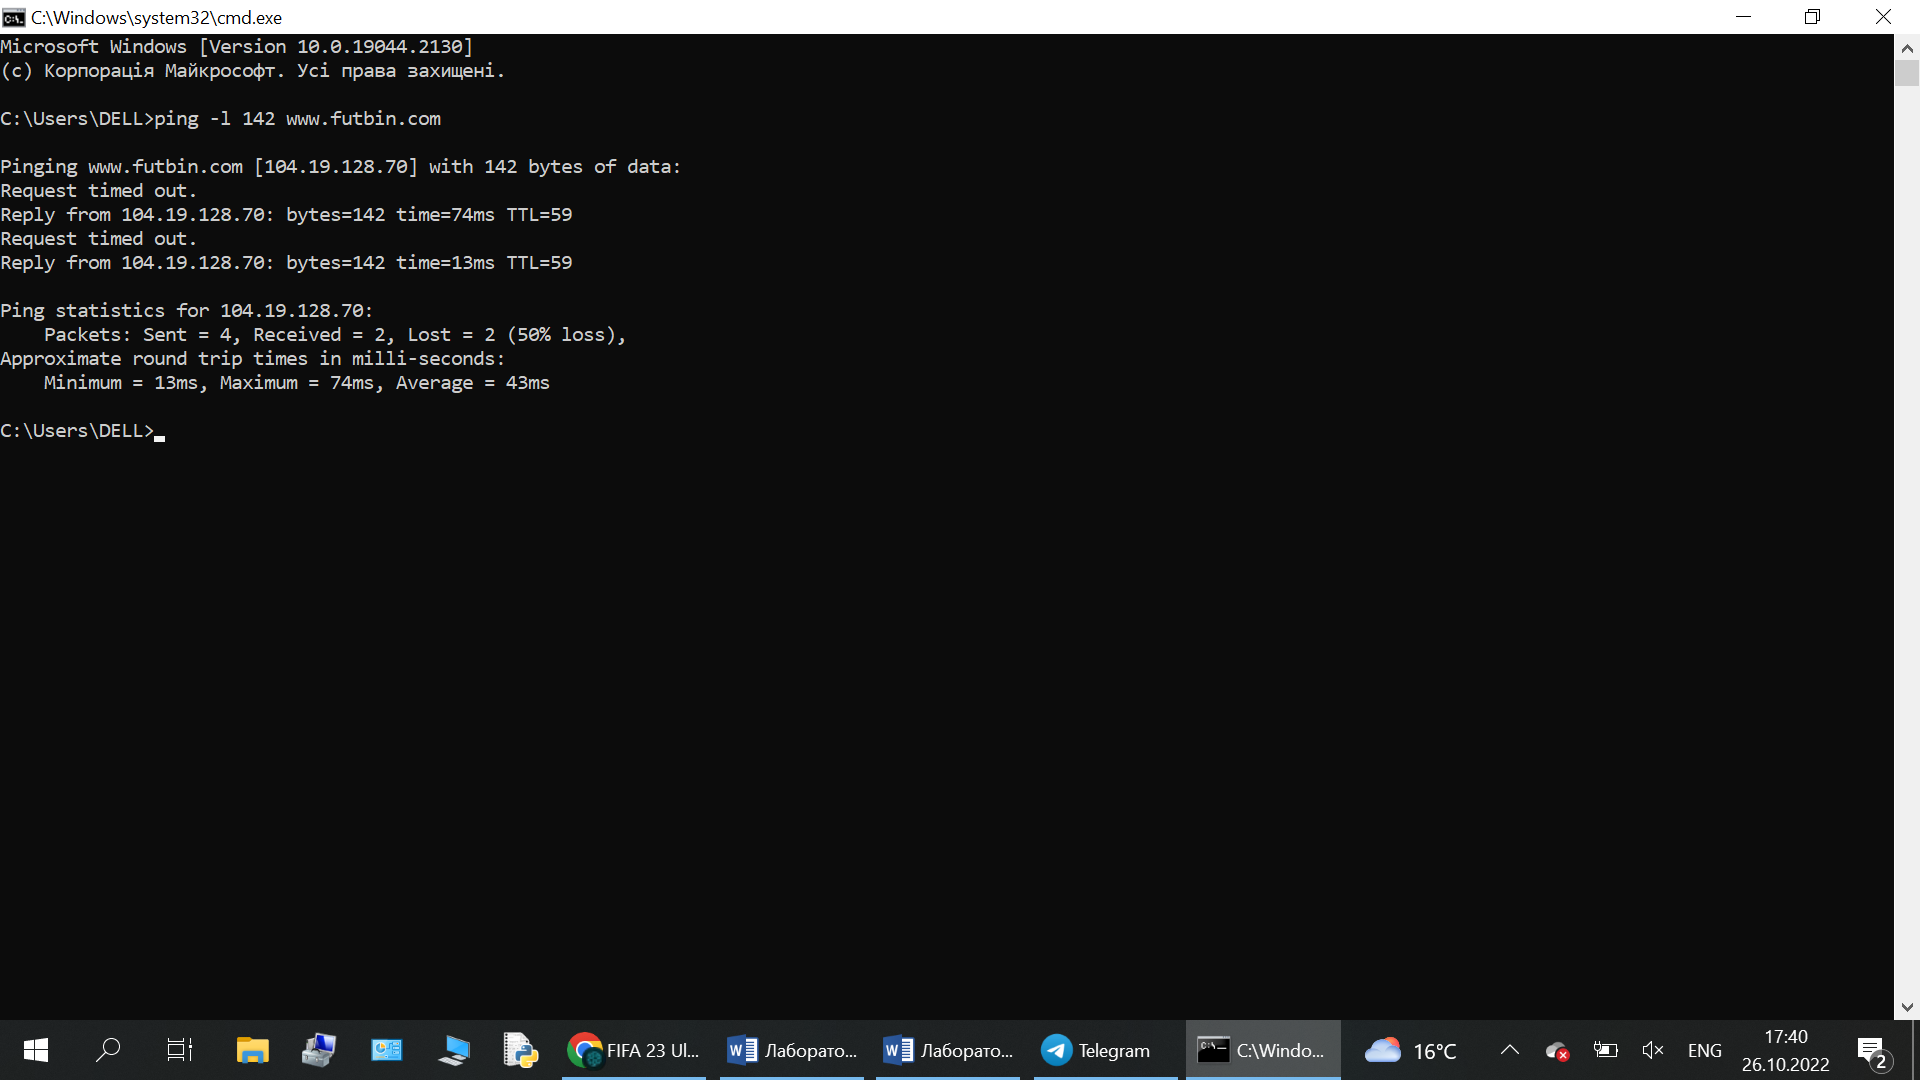 C:\Windows\system32\cmd.exe
Microsoft Windows [Version 10.0.19044.2130]
(c) Корпорація Майкрософт. Усі права захищені.
C:\Users\DELL>ping -l 142 www.futbin.com
Pinging www.futbin.com [104.19.128.70] with 142 bytes of data:
Request timed out.
Reply from 104.19.128.70: bytes=142 time=74ms TTL=59
Request timed out.
Reply from 104.19.128.70: bytes=142 time=13ms TTL=59
Ping statistics for 104.19.128.70:
    Packets: Sent = 4, Received = 2, Lost = 2 (50% loss),
Approximate round trip times in milli-seconds:
    Minimum = 13ms, Maximum = 74ms, Average = 43ms
C:\Users\DELL>
FIFA 23 Ul... Лаборато... Лаборато... Telegram C:\Windo... 16°C ENG 17:40
26.10.2022 2